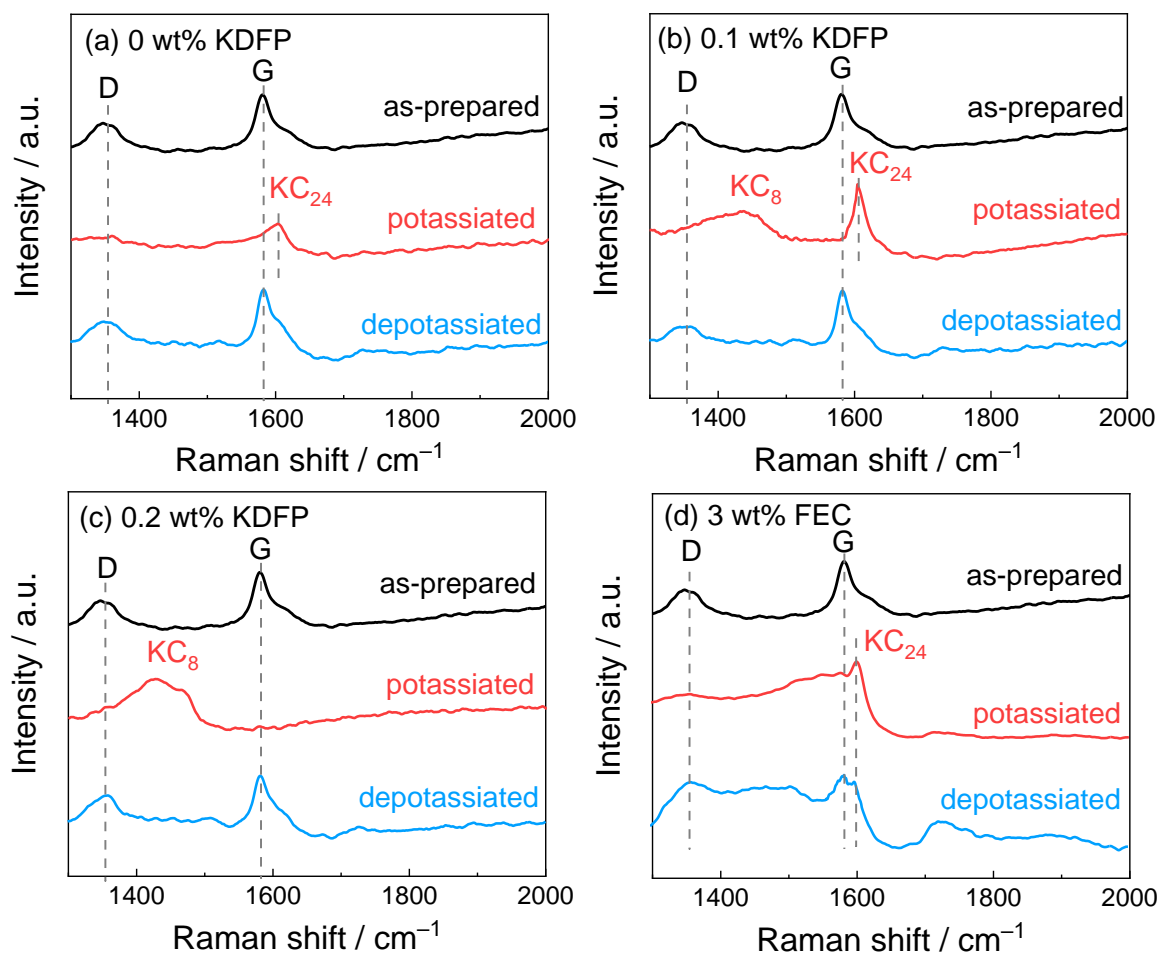 (a) 0 wt% KDFP
D
G
as-prepared
KC₂₄
potassiated
depotassiated
Intensity / a.u.
1400 1600 1800 2000
Raman shift / cm⁻¹
(b) 0.1 wt% KDFP
D
G
as-prepared
KC₈
KC₂₄
potassiated
depotassiated
Intensity / a.u.
1400 1600 1800 2000
Raman shift / cm⁻¹
(c) 0.2 wt% KDFP
D
G
as-prepared
KC₈
potassiated
depotassiated
Intensity / a.u.
1400 1600 1800 2000
Raman shift / cm⁻¹
(d) 3 wt% FEC
D
G
as-prepared
KC₂₄
potassiated
depotassiated
Intensity / a.u.
1400 1600 1800 2000
Raman shift / cm⁻¹